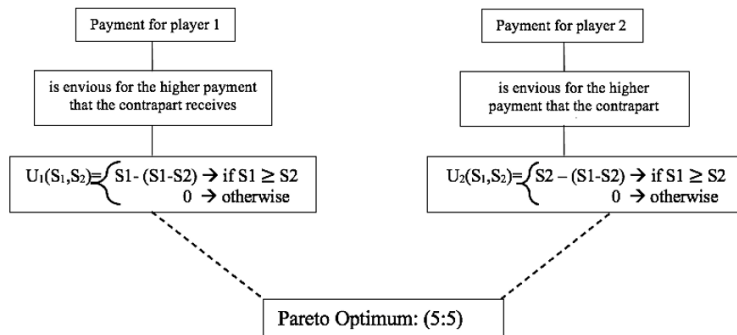 Payment for player 1
Payment for player 2
is envious for the higher payment
that the contrapart receives
is envious for the higher
payment that the contrapart
U₁(S₁,S₂)={ S1- (S1-S2) → if S1 ≥ S2
0 → otherwise
U₂(S₁,S₂)={ S2 – (S1-S2) → if S1 ≥ S2
0 → otherwise
Pareto Optimum: (5:5)